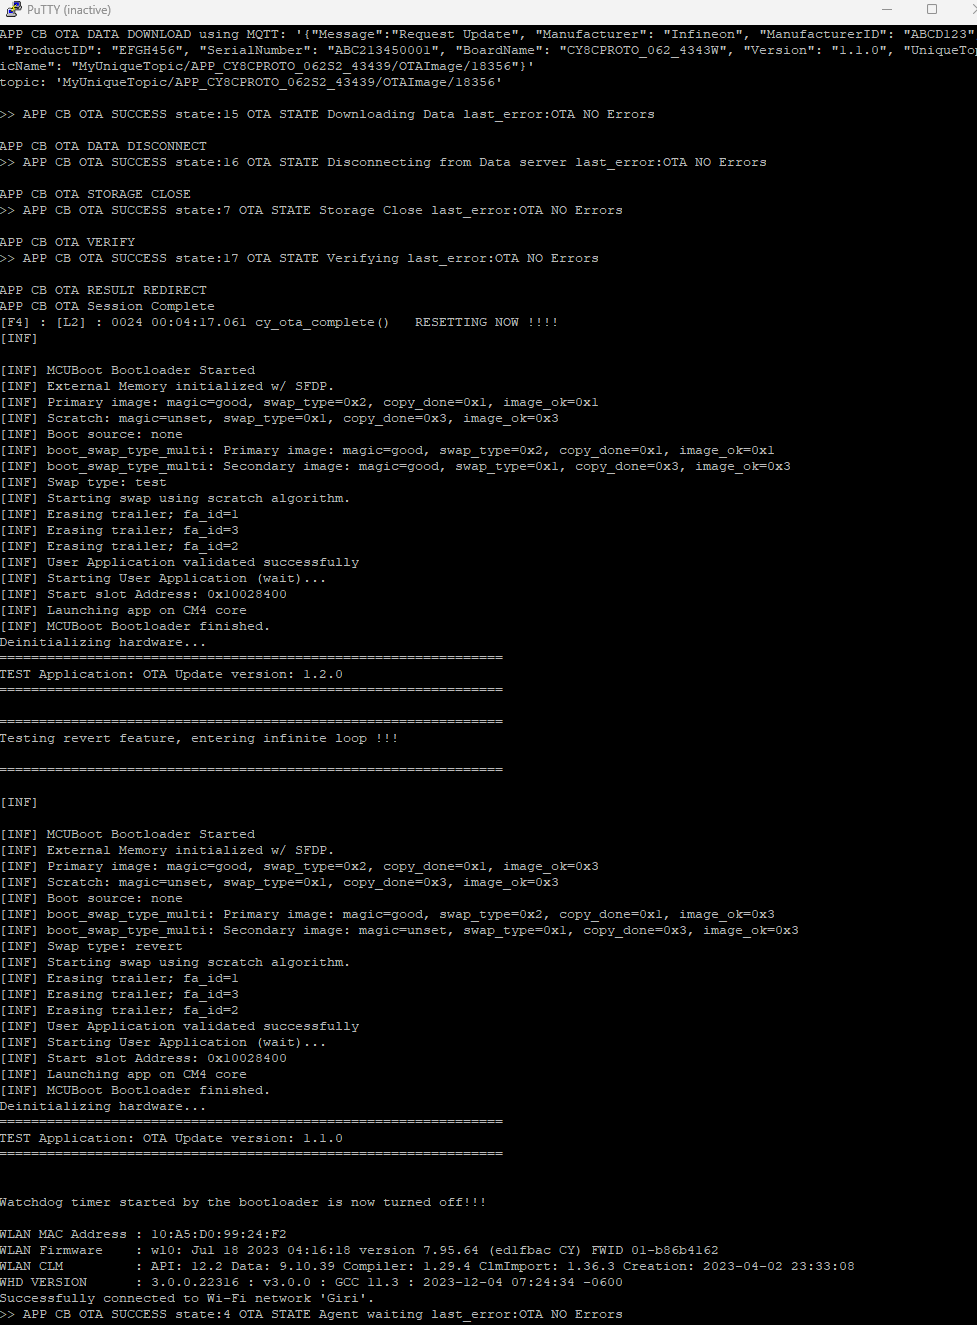 PuTTY (inactive)
APP CB OTA DATA DOWNLOAD using MQTT: '{"Message":"Request Update", "Manufacturer": "Infineon", "ManufacturerID": "ABCD123"
 "ProductID": "EFGH456", "SerialNumber": "ABC213450001", "BoardName": "CY8CPROTO_062_4343W", "Version": "1.1.0", "UniqueTop
icName": "MyUniqueTopic/APP_CY8CPROTO_062S2_43439/OTAImage/18356"}'
topic: 'MyUniqueTopic/APP_CY8CPROTO_062S2_43439/OTAImage/18356'
>> APP CB OTA SUCCESS state:15 OTA STATE Downloading Data last_error:OTA NO Errors
APP CB OTA DATA DISCONNECT
>> APP CB OTA SUCCESS state:16 OTA STATE Disconnecting from Data server last_error:OTA NO Errors
APP CB OTA STORAGE CLOSE
>> APP CB OTA SUCCESS state:7 OTA STATE Storage Close last_error:OTA NO Errors
APP CB OTA VERIFY
>> APP CB OTA SUCCESS state:17 OTA STATE Verifying last_error:OTA NO Errors
APP CB OTA RESULT REDIRECT
APP CB OTA Session Complete
[F4] : [L2] : 0024 00:04:17.061 cy_ota_complete()   RESETTING NOW !!!!
[INF]
[INF] MCUBoot Bootloader Started
[INF] External Memory initialized w/ SFDP.
[INF] Primary image: magic=good, swap_type=0x2, copy_done=0x1, image_ok=0x1
[INF] Scratch: magic=unset, swap_type=0x1, copy_done=0x3, image_ok=0x3
[INF] Boot source: none
[INF] boot_swap_type_multi: Primary image: magic=good, swap_type=0x2, copy_done=0x1, image_ok=0x1
[INF] boot_swap_type_multi: Secondary image: magic=good, swap_type=0x1, copy_done=0x3, image_ok=0x3
[INF] Swap type: test
[INF] Starting swap using scratch algorithm.
[INF] Erasing trailer; fa_id=1
[INF] Erasing trailer; fa_id=3
[INF] Erasing trailer; fa_id=2
[INF] User Application validated successfully
[INF] Starting User Application (wait)...
[INF] Start slot Address: 0x10028400
[INF] Launching app on CM4 core
[INF] MCUBoot Bootloader finished.
Deinitializing hardware...
===============================================================
TEST Application: OTA Update version: 1.2.0
===============================================================
===============================================================
Testing revert feature, entering infinite loop !!!
===============================================================
[INF]
[INF] MCUBoot Bootloader Started
[INF] External Memory initialized w/ SFDP.
[INF] Primary image: magic=good, swap_type=0x2, copy_done=0x1, image_ok=0x3
[INF] Scratch: magic=unset, swap_type=0x1, copy_done=0x3, image_ok=0x3
[INF] Boot source: none
[INF] boot_swap_type_multi: Primary image: magic=good, swap_type=0x2, copy_done=0x1, image_ok=0x3
[INF] boot_swap_type_multi: Secondary image: magic=unset, swap_type=0x1, copy_done=0x3, image_ok=0x3
[INF] Swap type: revert
[INF] Starting swap using scratch algorithm.
[INF] Erasing trailer; fa_id=1
[INF] Erasing trailer; fa_id=3
[INF] Erasing trailer; fa_id=2
[INF] User Application validated successfully
[INF] Starting User Application (wait)...
[INF] Start slot Address: 0x10028400
[INF] Launching app on CM4 core
[INF] MCUBoot Bootloader finished.
Deinitializing hardware...
===============================================================
TEST Application: OTA Update version: 1.1.0
===============================================================
Watchdog timer started by the bootloader is now turned off!!!
WLAN MAC Address : 10:A5:D0:99:24:F2
WLAN Firmware    : wl0: Jul 18 2023 04:16:18 version 7.95.64 (ed1fbac CY) FWID 01-b86b4162
WLAN CLM         : API: 12.2 Data: 9.10.39 Compiler: 1.29.4 ClmImport: 1.36.3 Creation: 2023-04-02 23:33:08
WHD VERSION      : 3.0.0.22316 : v3.0.0 : GCC 11.3 : 2023-12-04 07:24:34 -0600
Successfully connected to Wi-Fi network 'Giri'.
>> APP CB OTA SUCCESS state:4 OTA STATE Agent waiting last_error:OTA NO Errors